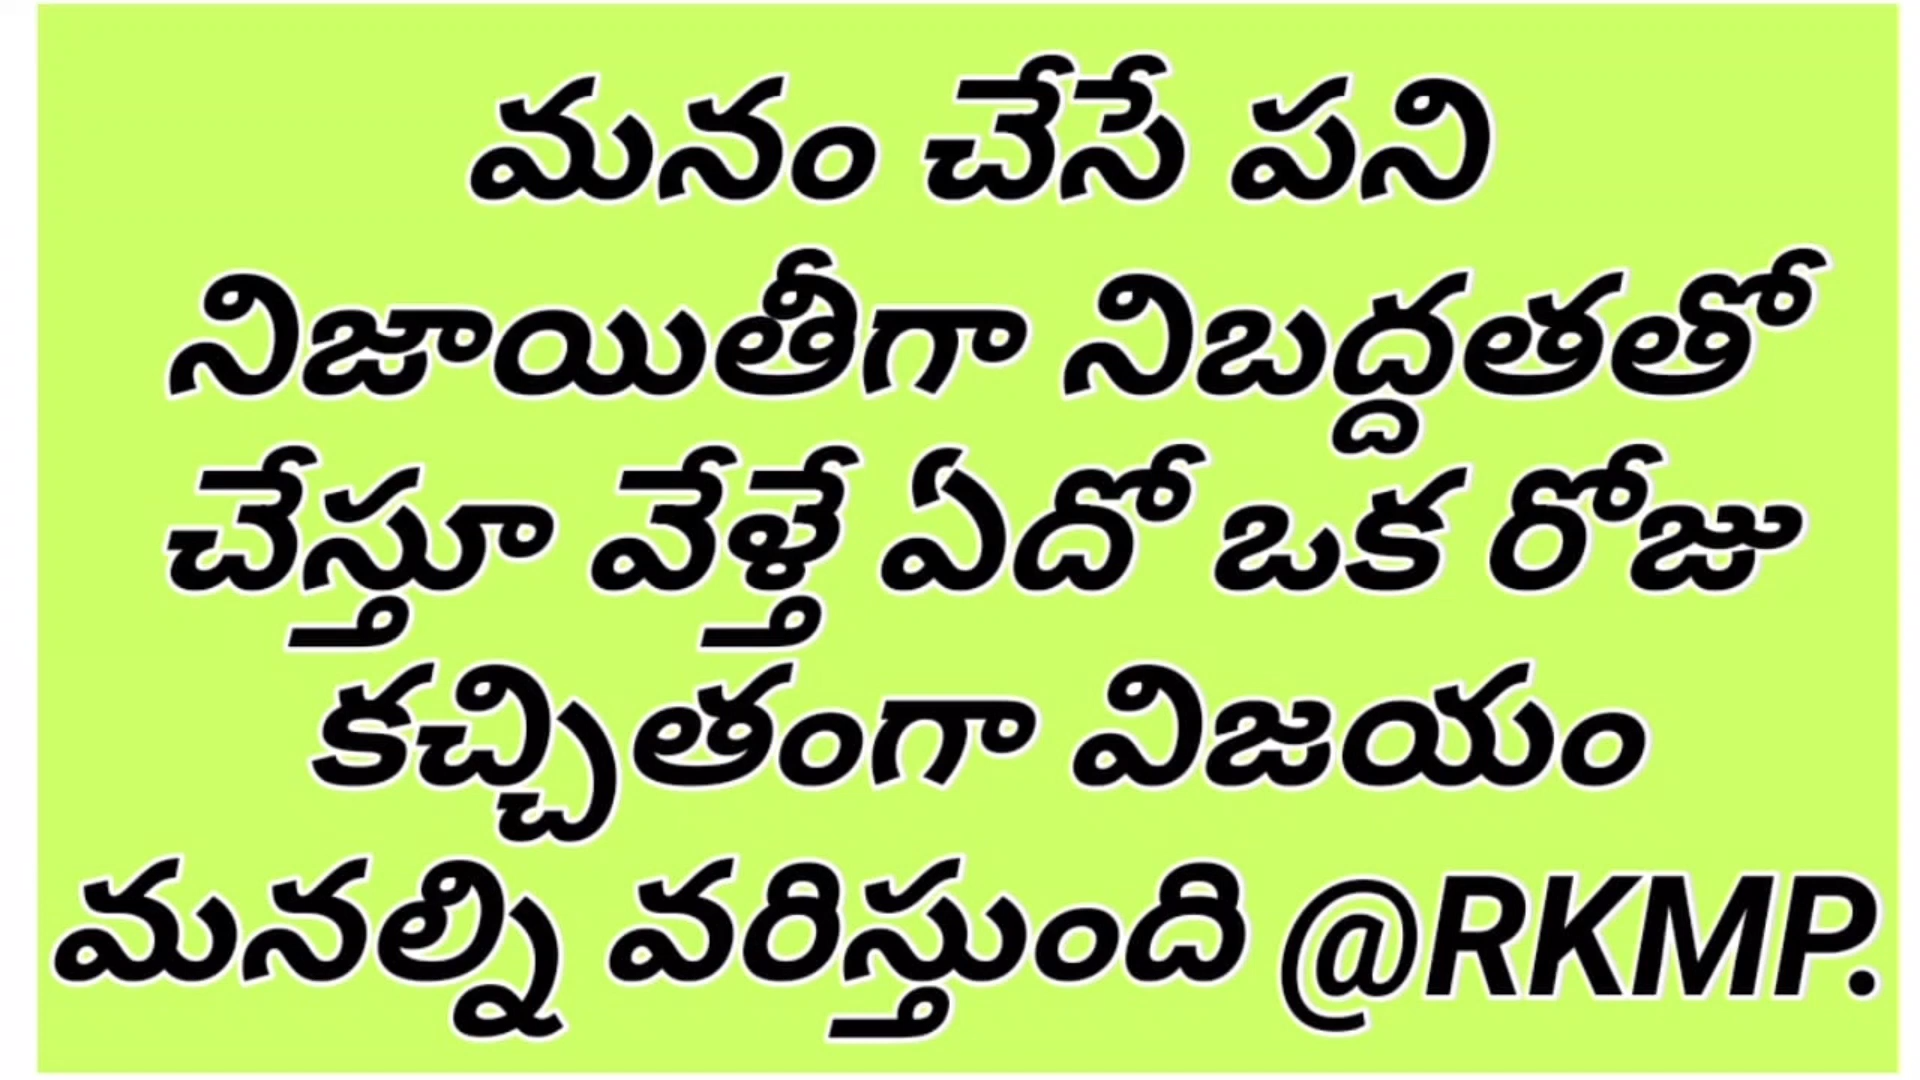 మనం చేసే పని
నిజాయితీగా నిబద్ధతతో
చేస్తూ వేళ్తే ఏదో ఒక రోజు
కచ్చితంగా విజయం
మనల్ని వరిస్తుంది @RKMP.